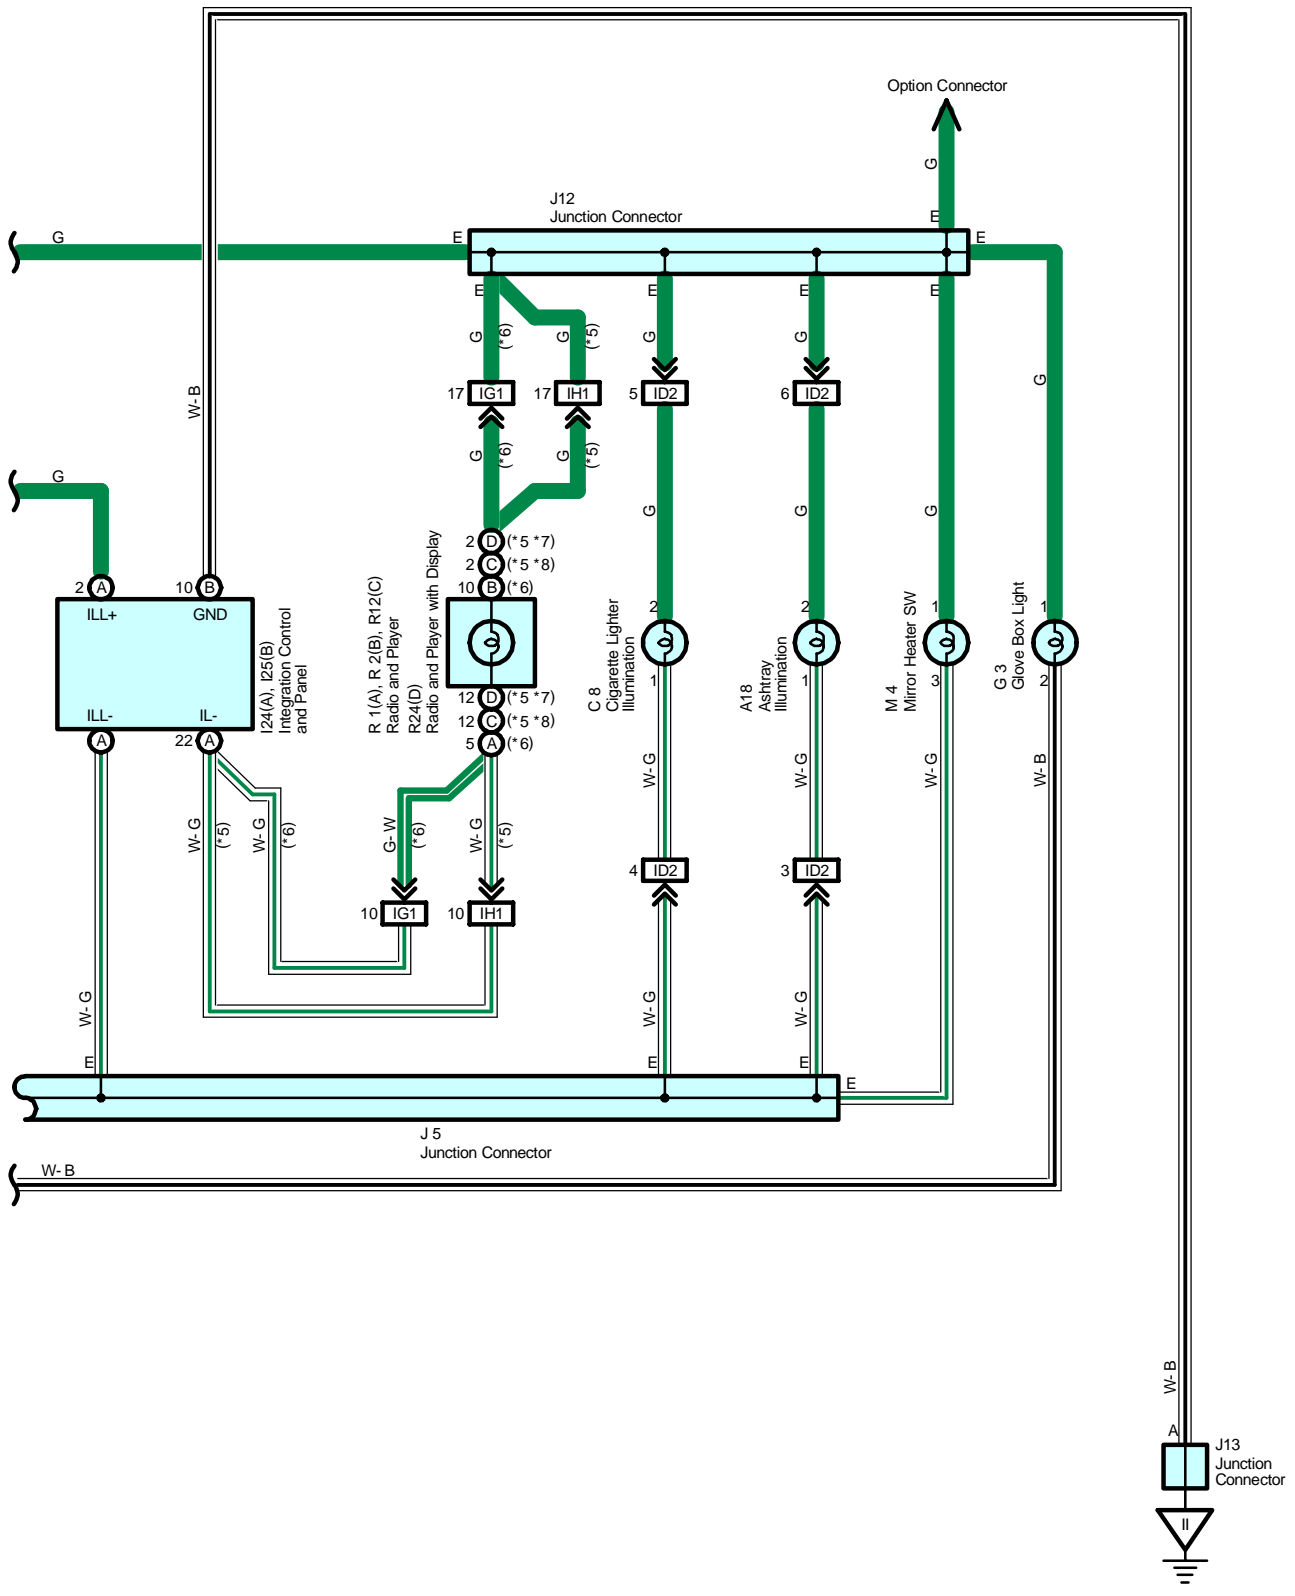 Option Connector
G
J12
Junction Connector
E
G
E
E
E
E
E
E
G
(*6)
G
(*5)
G
G
G
W-B
17 IG1
17 IH1
5 ID2
6 ID2
G
(*6)
G
(*5)
G
G
G
G
2 D (*5 *7)
2 C (*5 *8)
10 B (*6)
2 A
10 B
ILL+
GND
ILL-
IL-
A
22 A
I24(A), I25(B)
Integration Control
and Panel
R 1(A), R 2(B), R12(C)
Radio and Player
R24(D)
Radio and Player with Display
12 D (*5 *7)
12 C (*5 *8)
5 A (*6)
2
1
C 8
Cigarette Lighter
Illumination
2
1
A18
Ashtray
Illumination
1
3
M 4
Mirror Heater SW
1
2
G 3
Glove Box Light
W-G
(*5)
W-G
(*6)
G-W
(*6)
W-G
(*5)
W-G
W-G
W-G
W-B
4 ID2
3 ID2
10 IG1
10 IH1
W-G
W-G
W-G
E
E
E
E
J 5
Junction Connector
W-B
W-B
A
J13
Junction
Connector
II